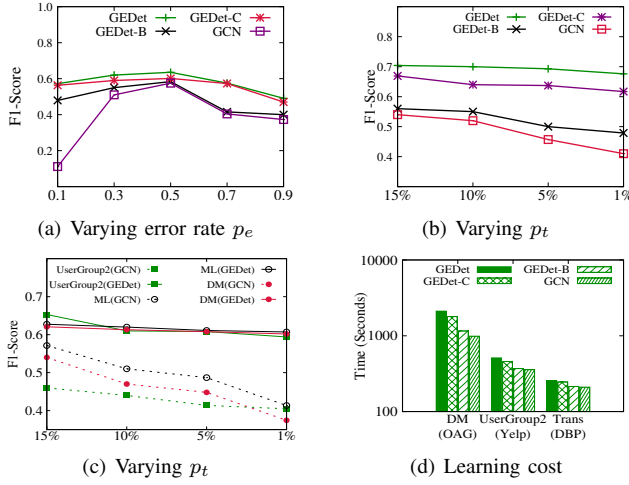 GEDet
GEDet-C
GEDet-B
GCN
1.0
0.8
0.6
0.4
0.2
F1-Score
0.1 0.3 0.5 0.7 0.9
(a) Varying error rate p_e
GEDet
GEDet-C
GEDet-B
GCN
0.9
0.8
0.7
0.6
0.5
0.4
F1-Score
15% 10% 5% 1%
(b) Varying p_t
UserGroup2(GCN)
ML(GEDet)
UserGroup2(GEDet)
DM(GCN)
ML(GCN)
DM(GEDet)
0.7
0.6
0.5
0.4
F1-Score
15% 10% 5% 1%
(c) Varying p_t
GEDet
GEDet-B
GEDet-C
GCN
10000
1000
100
Time (Seconds)
DM UserGroup2 Trans
(OAG) (Yelp) (DBP)
(d) Learning cost